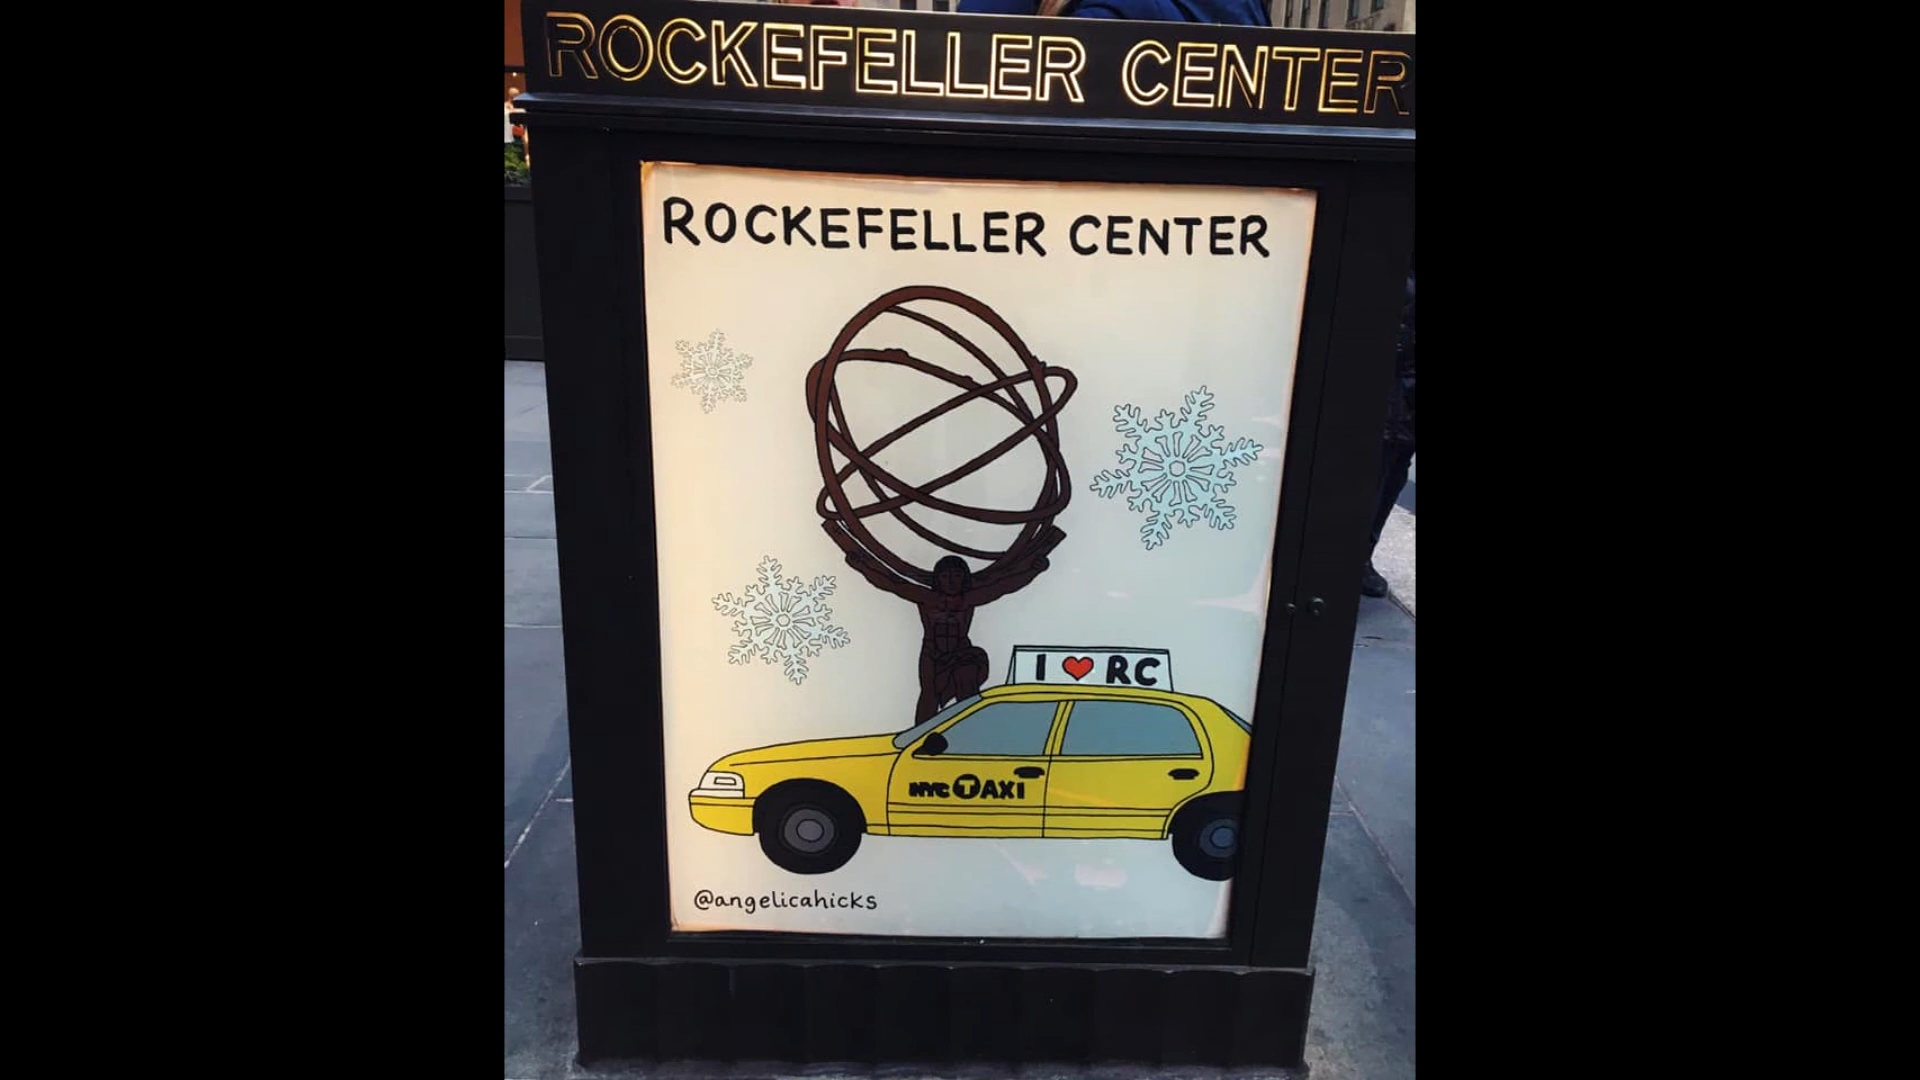 ROCKEFELLER CENTER
ROCKEFELLER CENTER
I ❤ RC
NYC TAXI
@angelicahicks